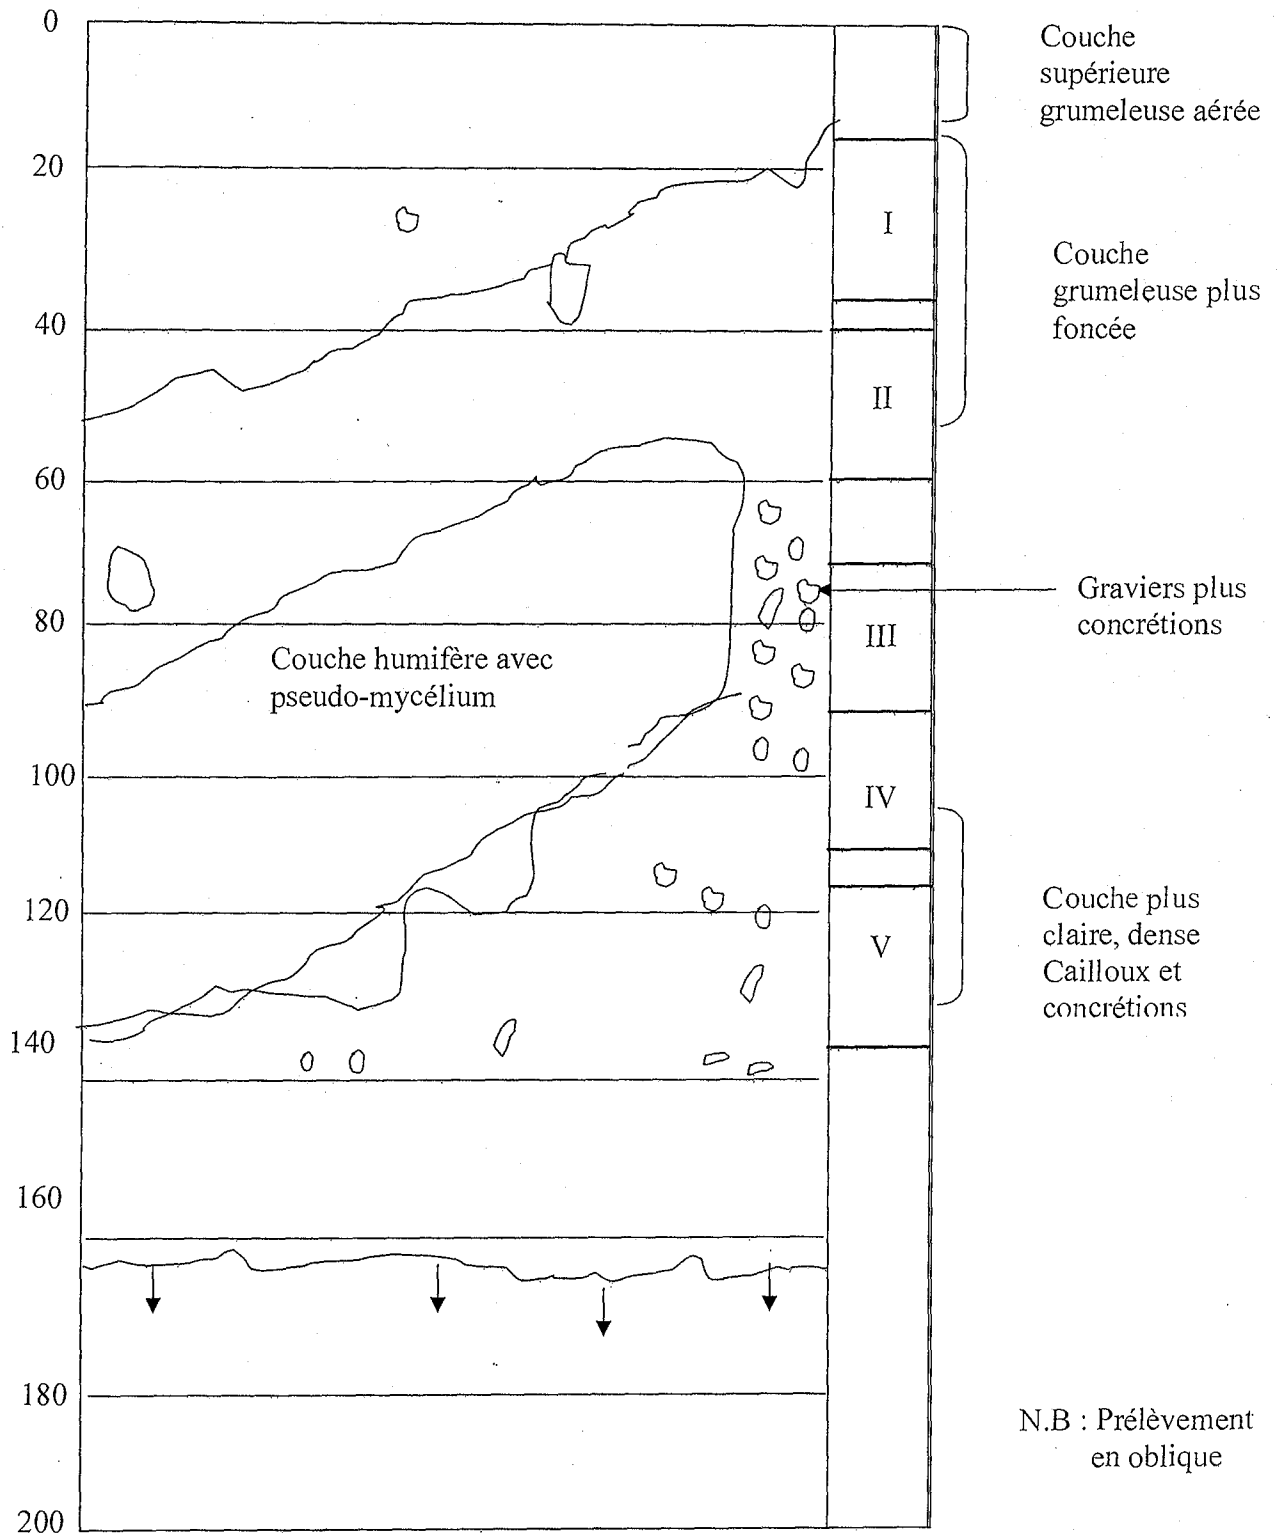 0
Couche
supérieure
grumeleuse aérée
20
I
Couche
grumeleuse plus
foncée
40
II
60
Graviers plus
concrétions
80
III
Couche humifère avec
pseudo-mycélium
100
IV
120
V
Couche plus
claire, dense
Cailloux et
concrétions
140
160
180
N.B : Prélèvement
en oblique
200